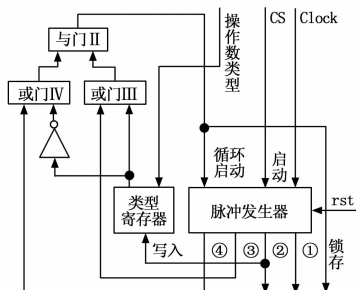 与门Ⅱ
操作数类型
CS
Clock
或门Ⅳ
或门Ⅲ
循环
启动
启动
类型
寄存器
脉冲发生器
rst
写入
④
③
②
①
锁存